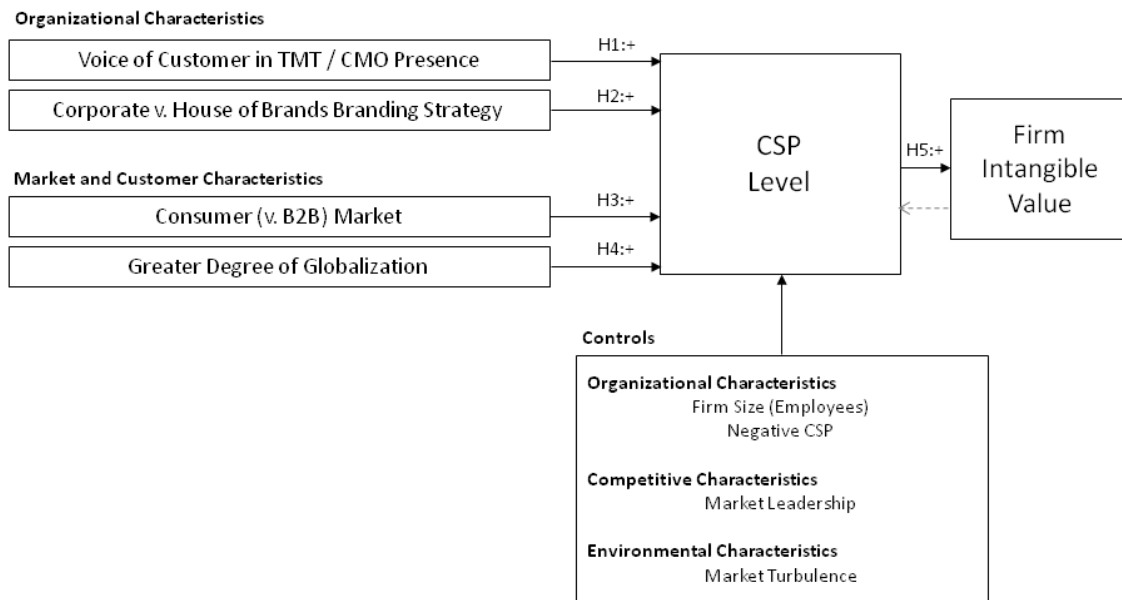 Organizational Characteristics
Voice of Customer in TMT / CMO Presence
H1:+
Corporate v. House of Brands Branding Strategy
H2:+
Market and Customer Characteristics
Consumer (v. B2B) Market
H3:+
Greater Degree of Globalization
H4:+
CSP
Level
H5:+
Firm
Intangible
Value
Controls
Organizational Characteristics
Firm Size (Employees)
Negative CSP
Competitive Characteristics
Market Leadership
Environmental Characteristics
Market Turbulence